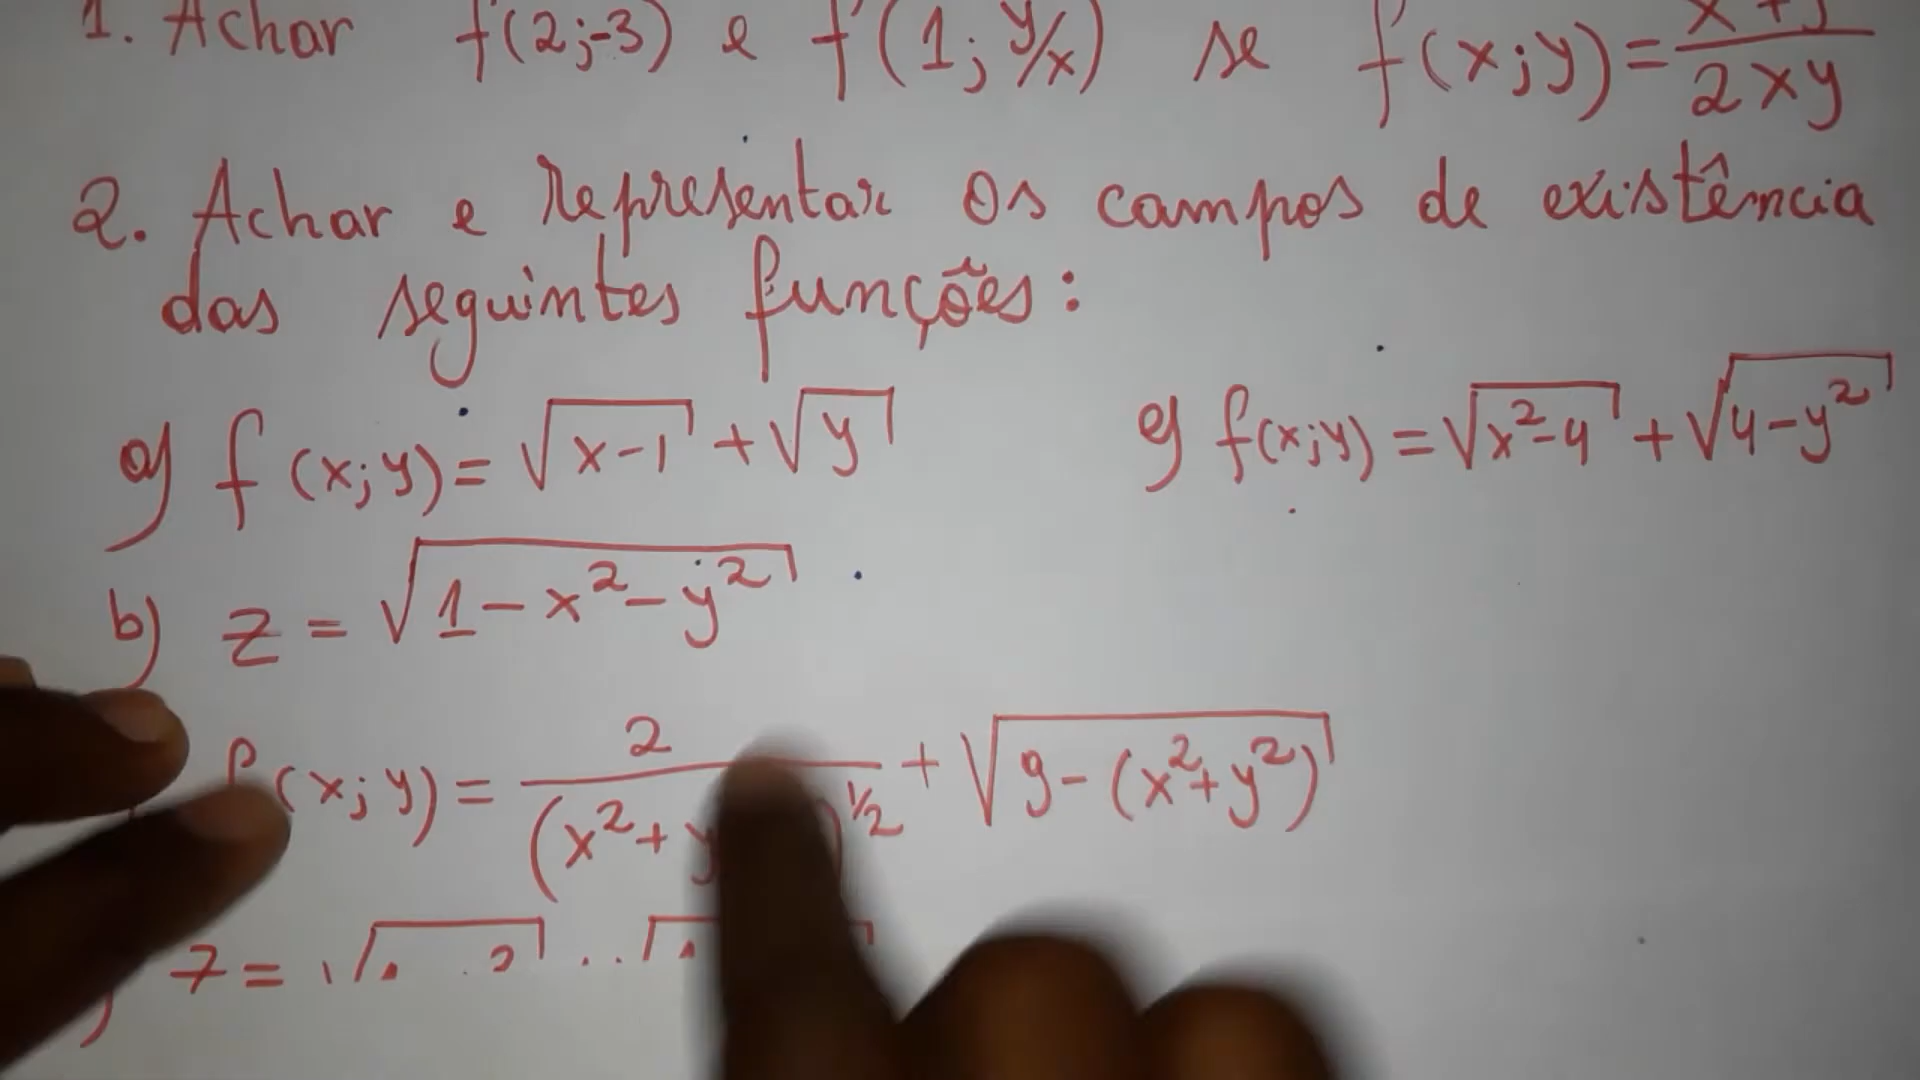 1. Achar f(2;-3) e f(1; y/x) se f(x;y)=x+y/2xy
2. Achar e representar os campos de existência
das seguintes funções:
a) f(x;y)=√x-1 + √y
e) f(x;y)=√x²-4 + √4-y²
b) z = √1-x²-y²
f(x;y)= 2/(x²+y )^1/2 + √9-(x²+y²)
z = √